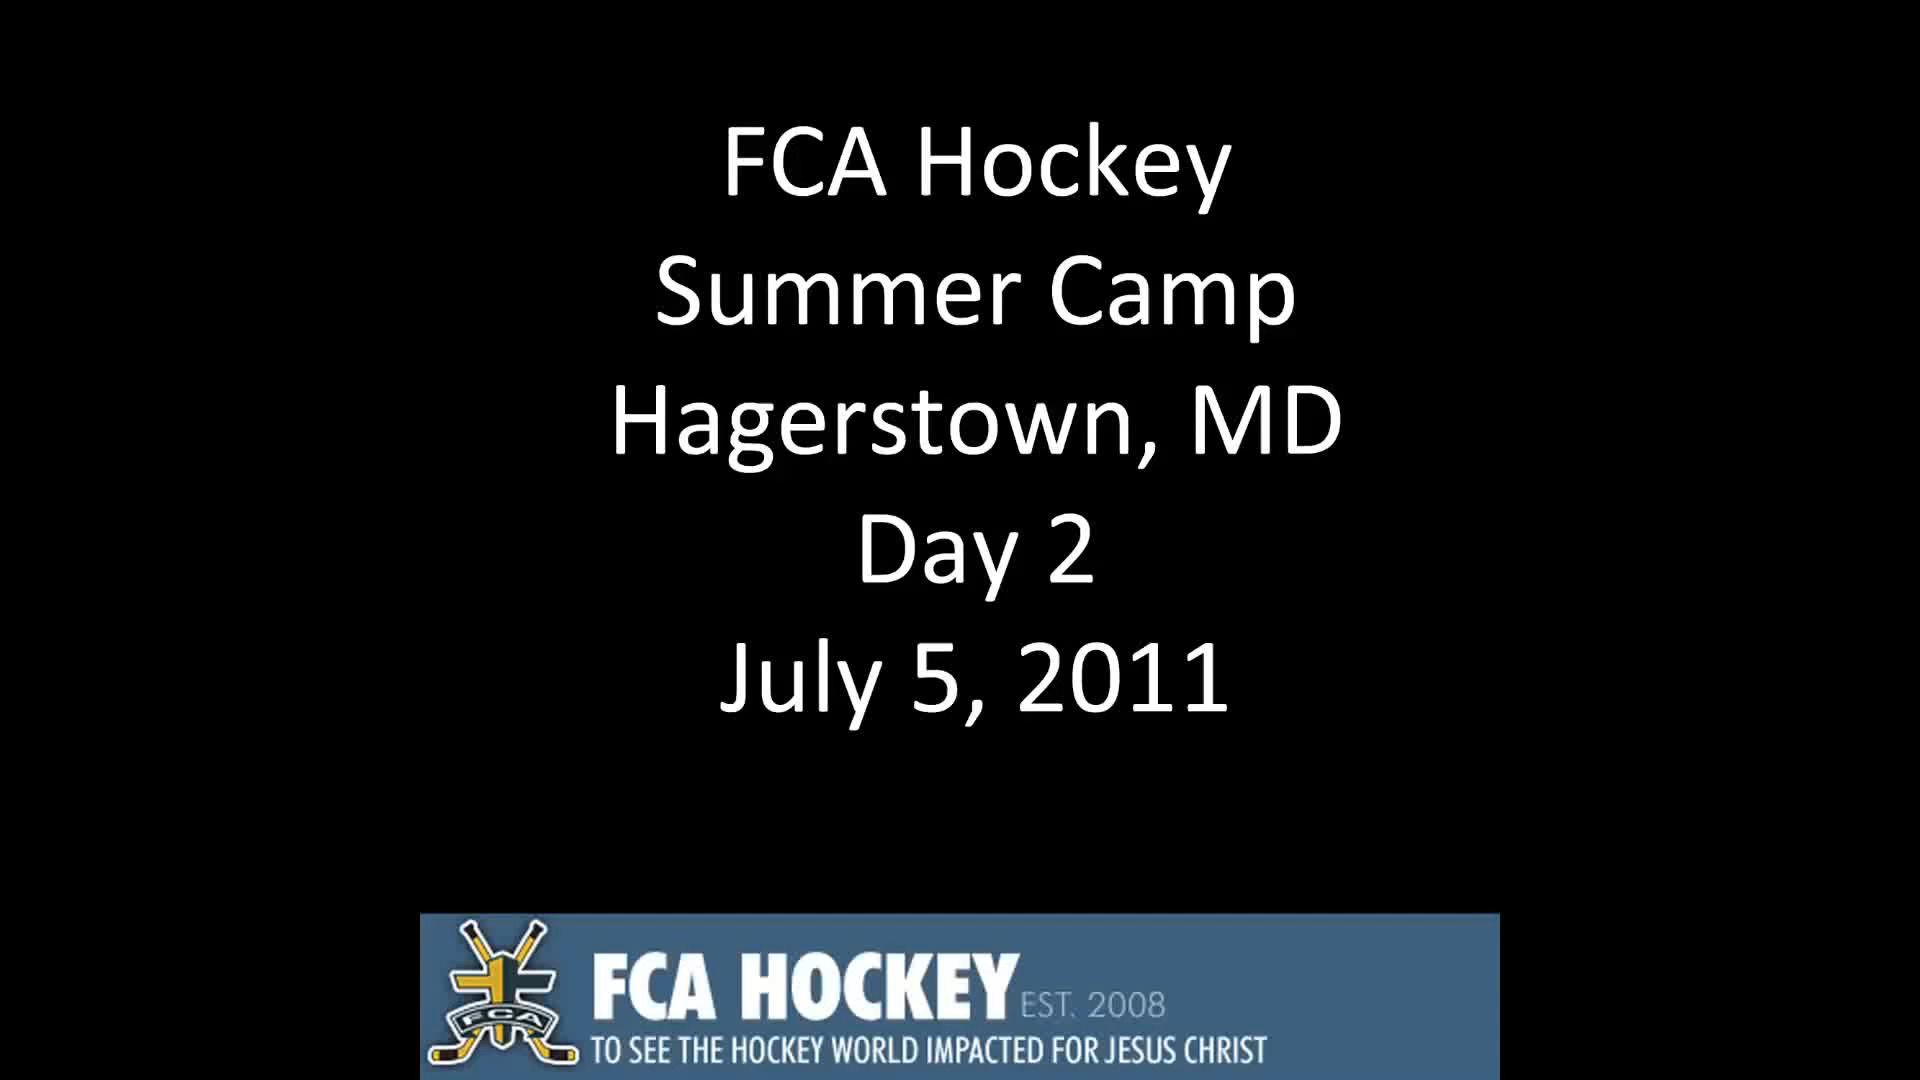 FCA Hockey
Summer Camp
Hagerstown, MD
Day 2
July 5, 2011
FCA
FCA HOCKEY EST. 2008
TO SEE THE HOCKEY WORLD IMPACTED FOR JESUS CHRIST